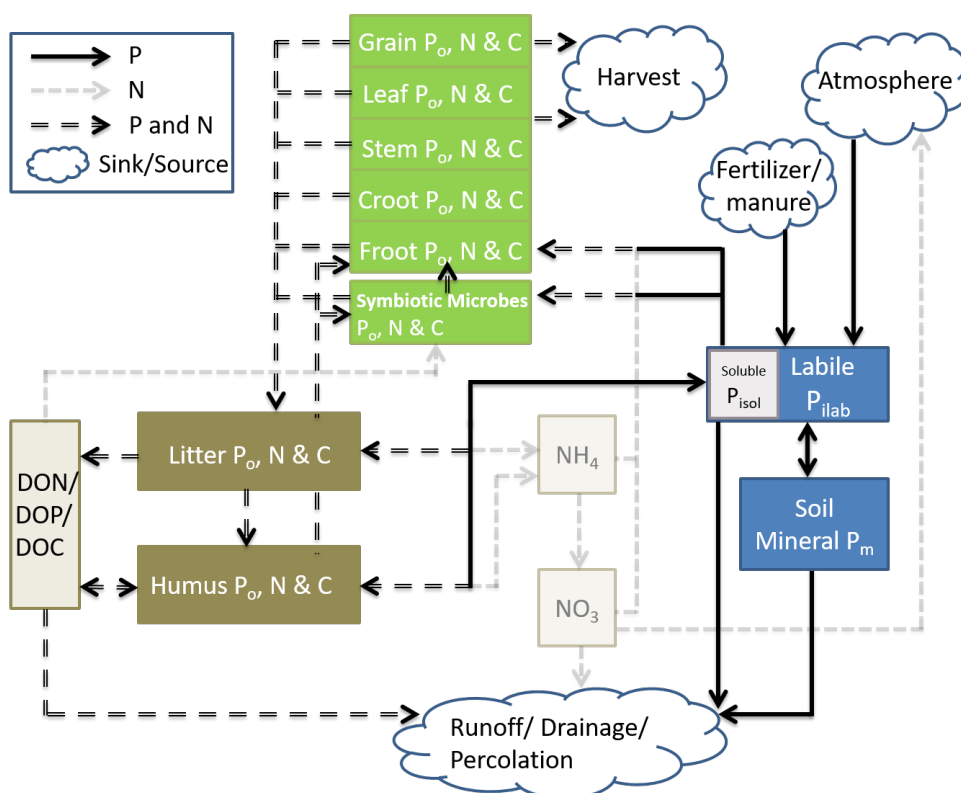 P
N
P and N
Sink/Source
Grain Pₒ, N & C
Leaf Pₒ, N & C
Stem Pₒ, N & C
Croot Pₒ, N & C
Froot Pₒ, N & C
Symbiotic Microbes
Pₒ, N & C
Harvest
Atmosphere
Fertilizer/
manure
Soluble
Pᵢₛₒₗ
Labile
Pᵢₗₐb
Litter Pₒ, N & C
NH₄
Soil
Mineral Pₘ
DON/
DOP/
DOC
Humus Pₒ, N & C
NO₃
Runoff/ Drainage/
Percolation